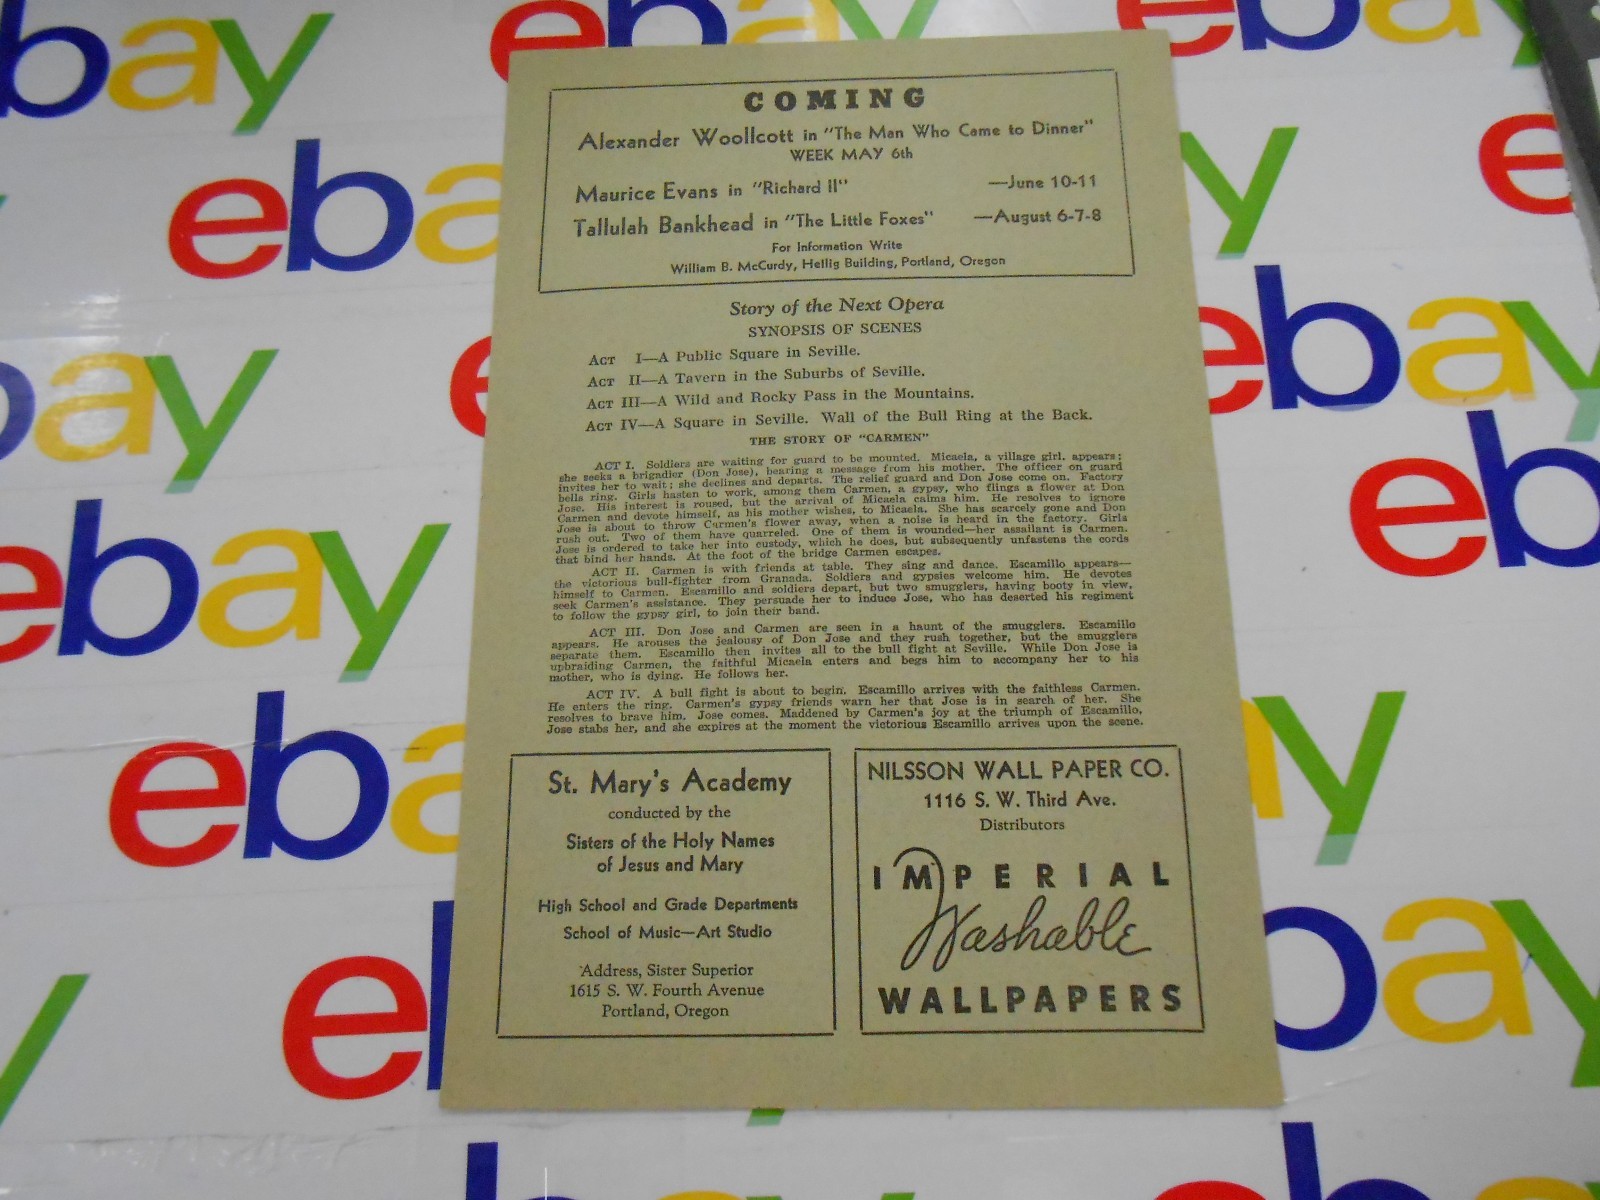 COMING
Alexander Woollcott in "The Man Who Came to Dinner"
WEEK MAY 6th
Maurice Evans in "Richard II" —June 10-11
Tallulah Bankhead in "The Little Foxes" —August 6-7-8
For Information Write
William B. McCurdy, Hellig Building, Portland, Oregon
Story of the Next Opera
SYNOPSIS OF SCENES
ACT I—A Public Square in Seville.
ACT II—A Tavern in the Suburbs of Seville.
ACT III—A Wild and Rocky Pass in the Mountains.
ACT IV—A Square in Seville. Wall of the Bull Ring at the Back.
THE STORY OF "CARMEN"
ACT I. Soldiers are waiting for guard to be mounted. Micaela, a village girl, appears;
she seeks a brigadier (Don Jose), bearing a message from his mother. The officer on guard
invites her to wait; she declines and departs. The relief guard and Don Jose come on. Factory
bells ring. Girls hasten to work, among them Carmen, a gypsy, who flings a flower at Don
Jose. His interest is roused, but the arrival of Micaela calms him. He resolves to ignore
Carmen and devote himself, as his mother wishes, to Micaela. She has scarcely gone and Don
Jose is about to throw Carmen's flower away, when a noise is heard in the factory. Girls
rush out. Two of them have quarreled. One of them is wounded—her assailant is Carmen.
Jose is ordered to take her into custody, which he does, but subsequently unfastens the cords
that bind her hands. At the foot of the bridge Carmen escapes.
ACT II. Carmen is with friends at table. They sing and dance. Escamillo appears—
the victorious bull-fighter from Granada. Soldiers and gypsies welcome him. He devotes
himself to Carmen. Escamillo and soldiers depart, but two smugglers, having booty in view,
seek Carmen's assistance. They persuade her to induce Jose, who has deserted his regiment
to follow the gypsy girl, to join their band.
ACT III. Don Jose and Carmen are seen in a haunt of the smugglers. Escamillo
appears. He arouses the jealousy of Don Jose and they rush together, but the smugglers
separate them. Escamillo then invites all to the bull fight at Seville. While Don Jose is
upbraiding Carmen, the faithful Micaela enters and begs him to accompany her to his
mother, who is dying. He follows her.
ACT IV. A bull fight is about to begin. Escamillo arrives with the faithless Carmen.
He enters the ring. Carmen's gypsy friends warn her that Jose is in search of her. She
resolves to brave him. Jose comes. Maddened by Carmen's joy at the triumph of Escamillo,
Jose stabs her, and she expires at the moment the victorious Escamillo arrives upon the scene.
St. Mary's Academy
conducted by the
Sisters of the Holy Names
of Jesus and Mary
High School and Grade Departments
School of Music—Art Studio
Address, Sister Superior
1615 S. W. Fourth Avenue
Portland, Oregon
NILSSON WALL PAPER CO.
1116 S. W. Third Ave.
Distributors
IMPERIAL
Washable
WALLPAPERS
ebay
ebay
ebay
ebay
ebay
ebay
ebay
ebay
ebay
ebay
ebay